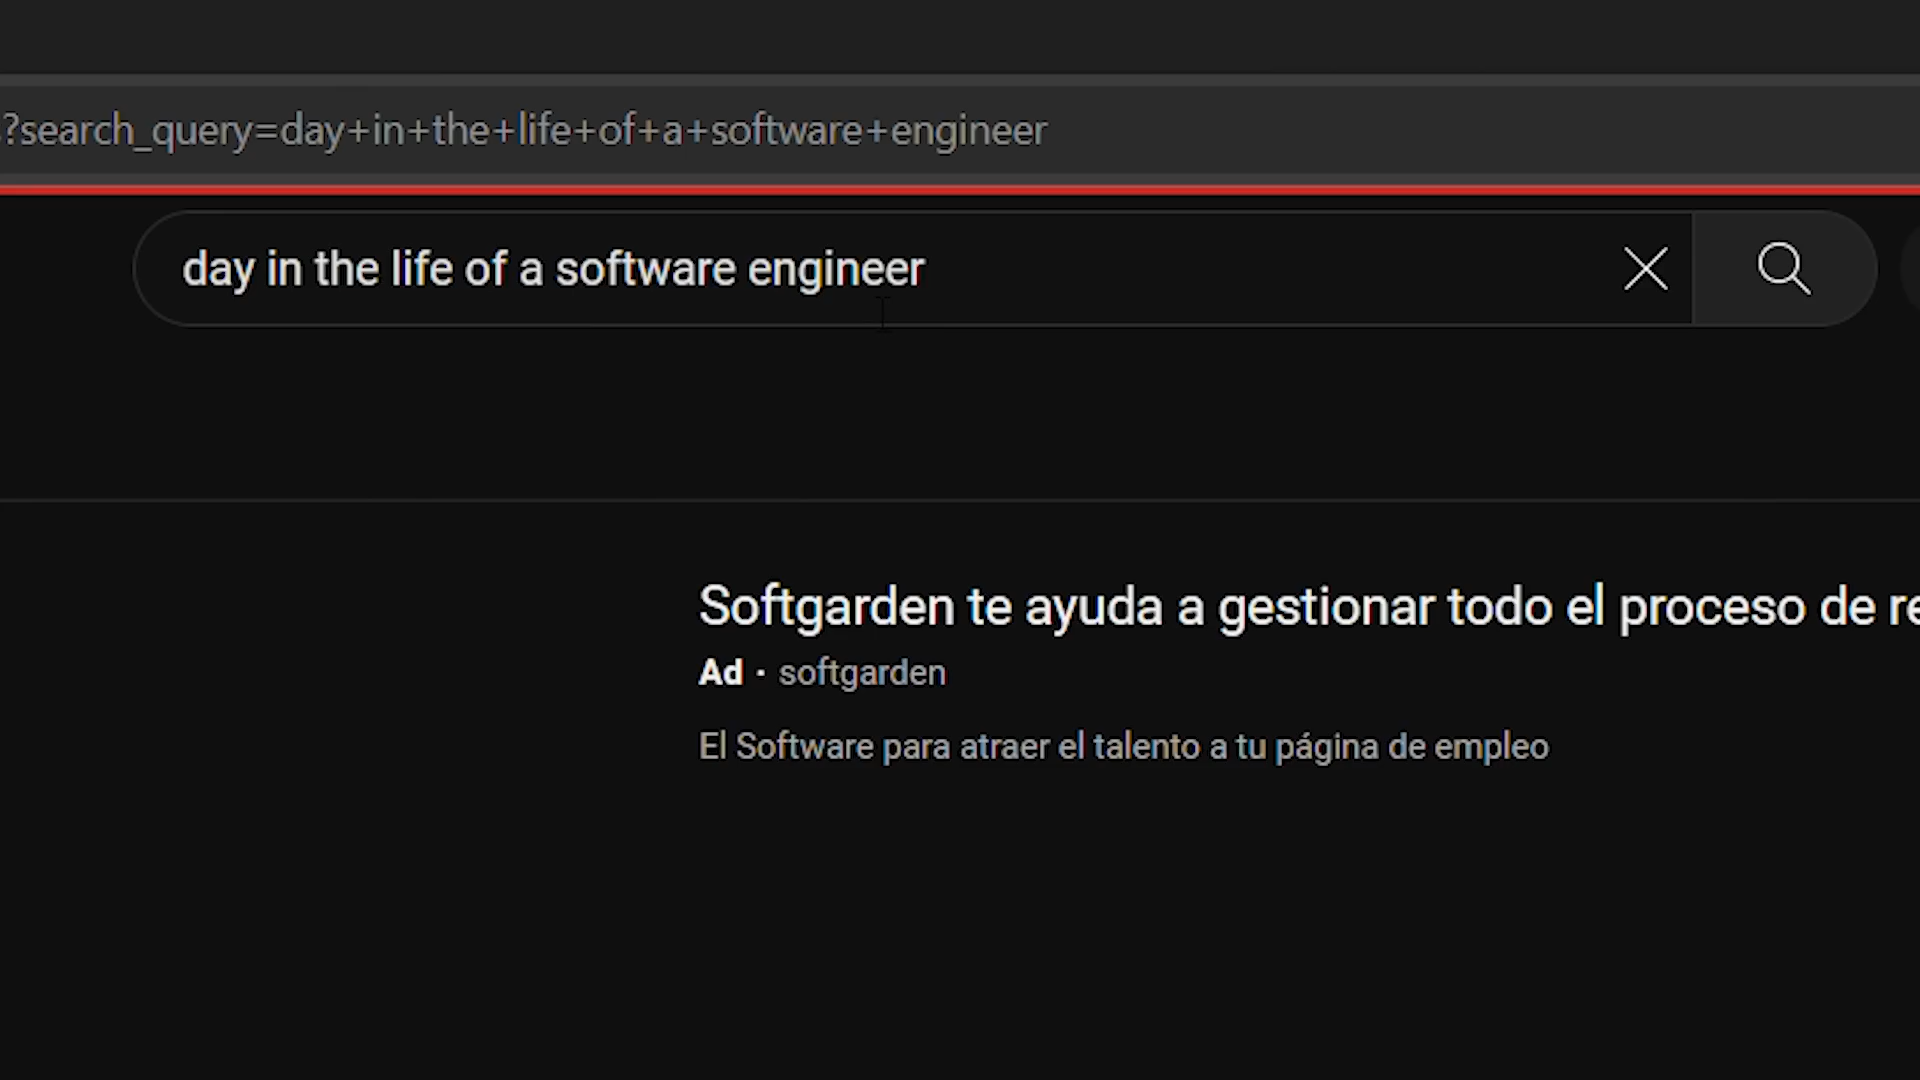 ?search_query=day+in+the+life+of+a+software+engineer
day in the life of a software engineer
Softgarden te ayuda a gestionar todo el proceso de
Ad · softgarden
El Software para atraer el talento a tu página de empleo